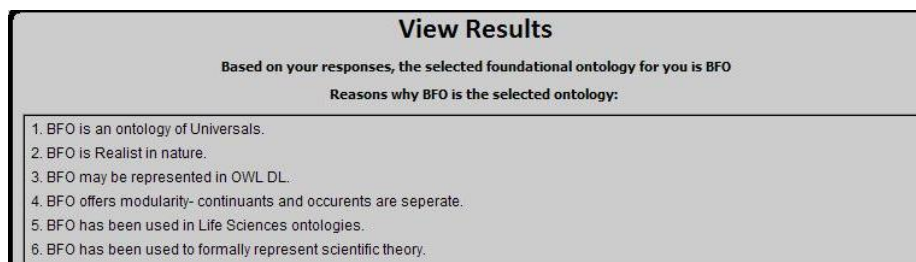 View Results
Based on your responses, the selected foundational ontology for you is BFO
Reasons why BFO is the selected ontology:
1. BFO is an ontology of Universals.
2. BFO is Realist in nature.
3. BFO may be represented in OWL DL.
4. BFO offers modularity- continuants and occurents are seperate.
5. BFO has been used in Life Sciences ontologies.
6. BFO has been used to formally represent scientific theory.